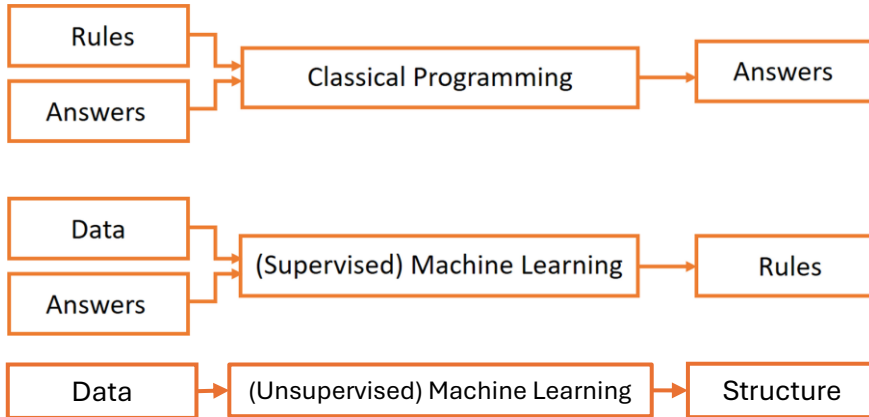 Rules
Answers
Classical Programming
Answers
Data
Answers
(Supervised) Machine Learning
Rules
Data
(Unsupervised) Machine Learning
Structure